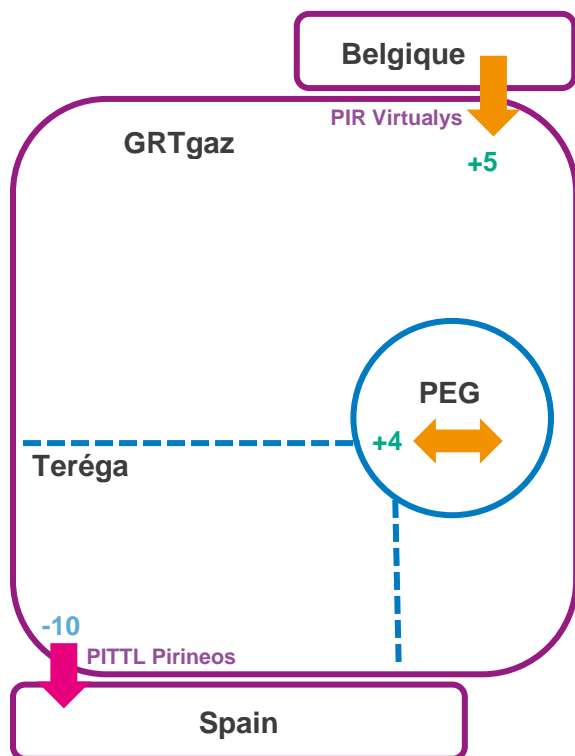 Belgique
PIR Virtualys
GRTgaz
+5
PEG
+4
Teréga
-10
PITTL Pirineos
Spain